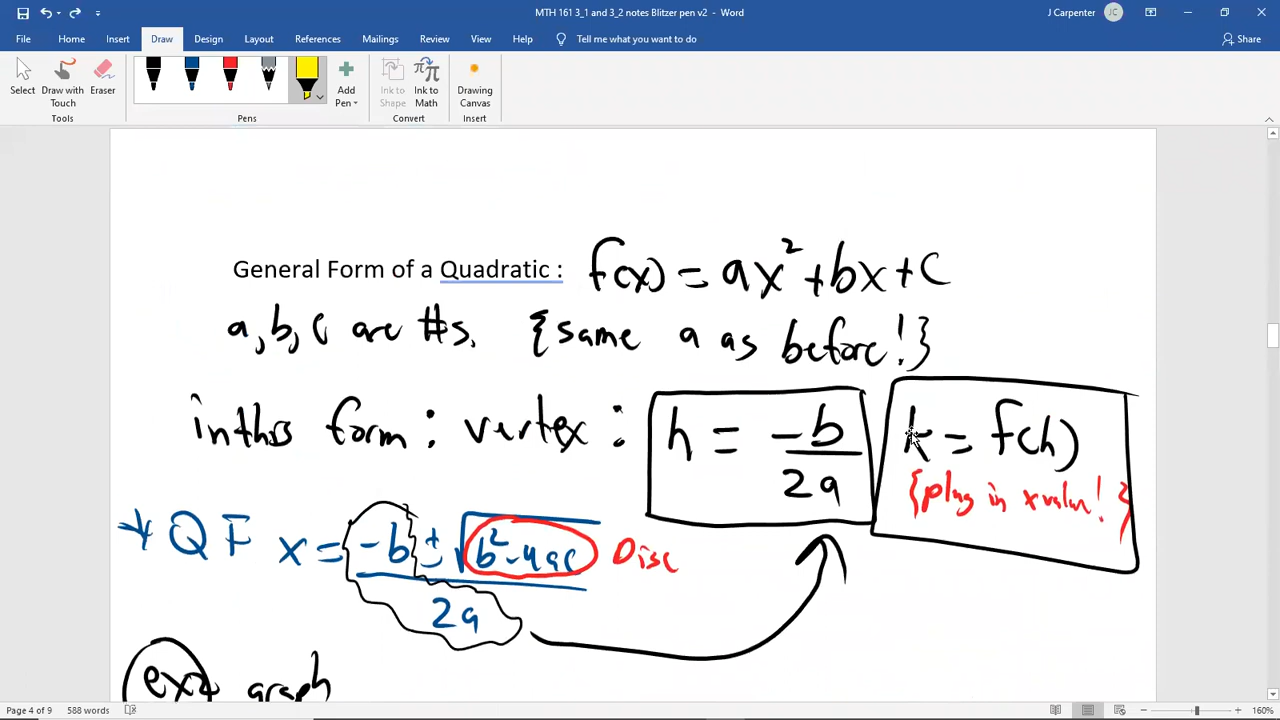 MTH 161 3_1 and 3_2 notes Blitzer pen v2 - Word
J Carpenter JC
File Home Insert Draw Design Layout References Mailings Review View Help Tell me what you want to do Share
Select Draw with Touch Eraser Add Pen Ink to Shape Ink to Math Drawing Canvas
Tools Pens Convert Insert
General Form of a Quadratic : f(x) = ax²+bx+c
a, b, c are #s. {same a as before!}
in this form : vertex : h = -b/2a k = f(h)
{plug in x value! }
* QF x = -b ± √b²-4ac / 2a Disc
ex2 graph
Page 4 of 9 588 words 160%